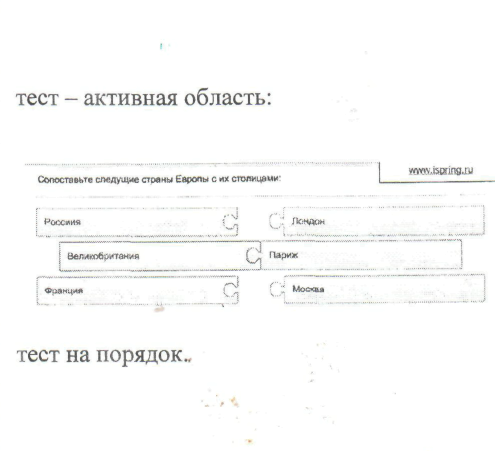 тест – активная область:
www.ispring.ru
Сопоставьте следущие страны Европы с их столицами:
Россия Лондон
Великобритания Париж
Франция Москва
тест на порядок.